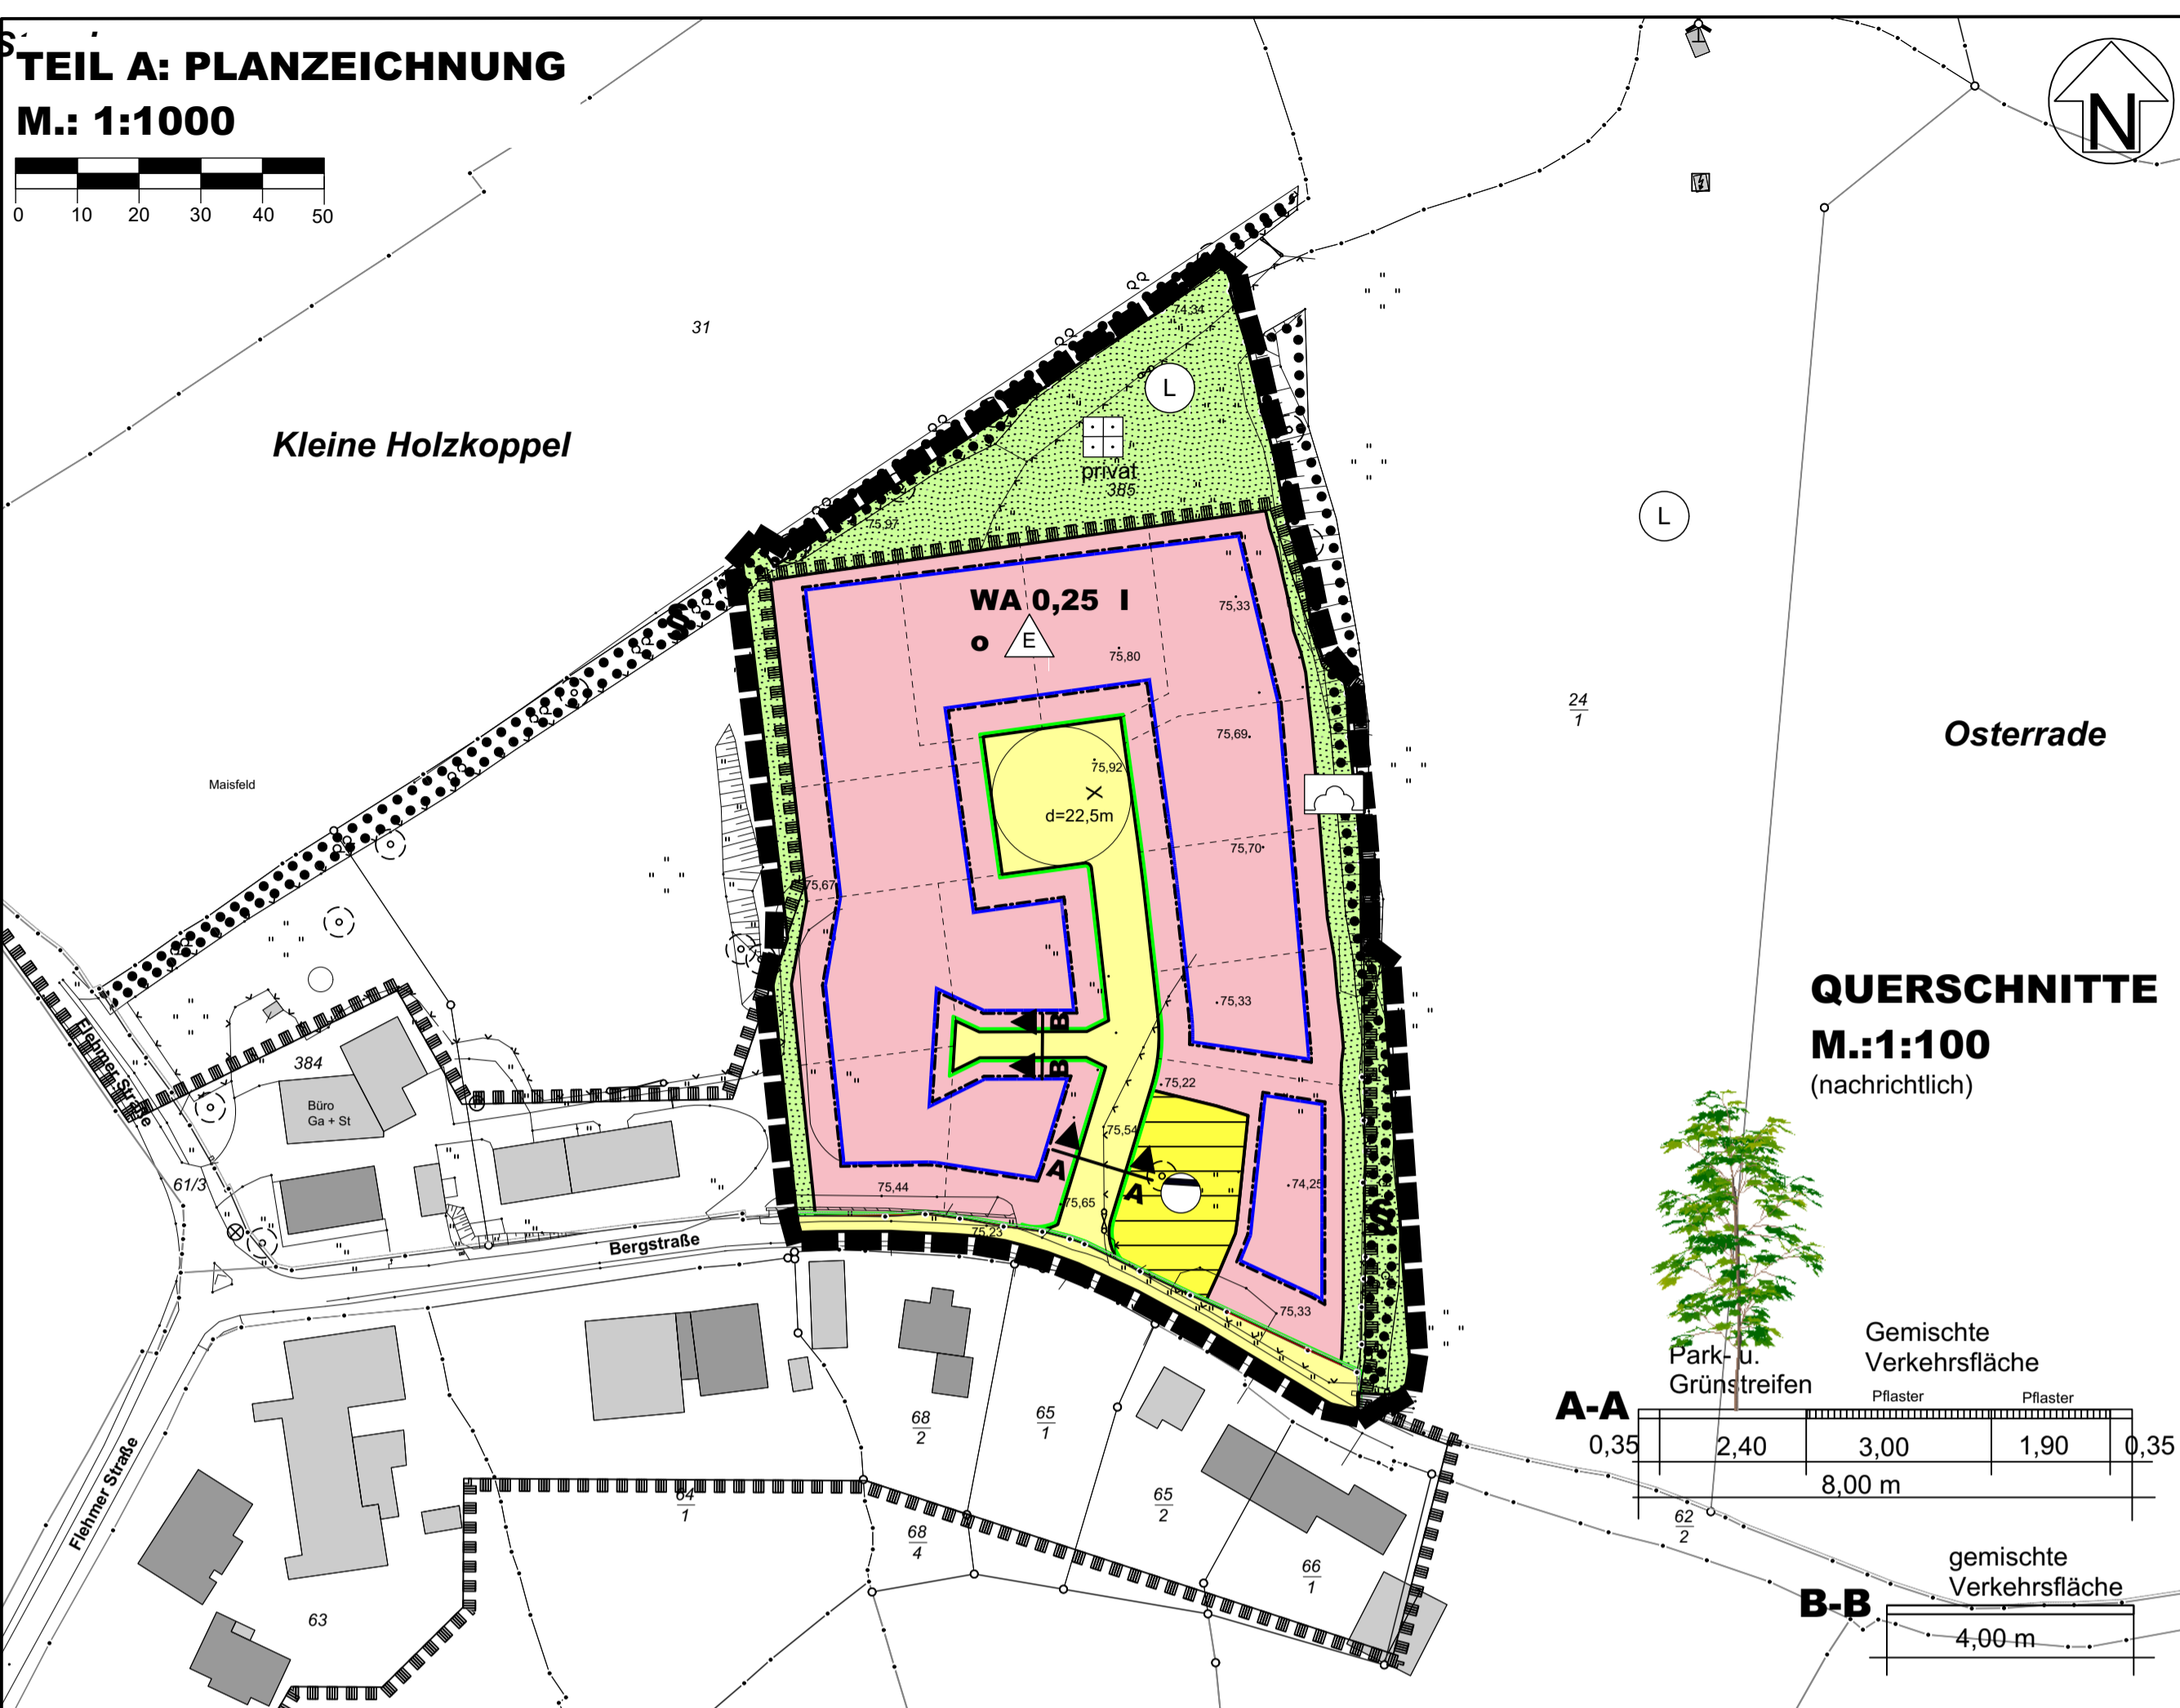 TEIL A: PLANZEICHNUNG
M.: 1:1000
0 10 20 30 40 50
N
31
Kleine Holzkoppel
74,34
L
privat
385
75,97
L
WA 0,25 I
o
E
75,33
75,80
24
1
75,69
Osterrade
§
75,92
d=22,5m
Maisfeld
75,70
75,67
QUERSCHNITTE
M.:1:100
(nachrichtlich)
75,33
B
B
Flehmer Straße
384
Büro
Ga + St
75,22
75,54
A
A
61/3
75,44
75,65
74,25
§
75,23
Bergstraße
75,33
Park- u.
Grünstreifen
Gemischte
Verkehrsfläche
Pflaster
Pflaster
A-A
0,35
2,40
3,00
1,90
0,35
8,00 m
68
2
65
1
Flehmer Straße
64
1
65
2
68
4
62
2
66
1
63
gemischte
Verkehrsfläche
B-B
4,00 m